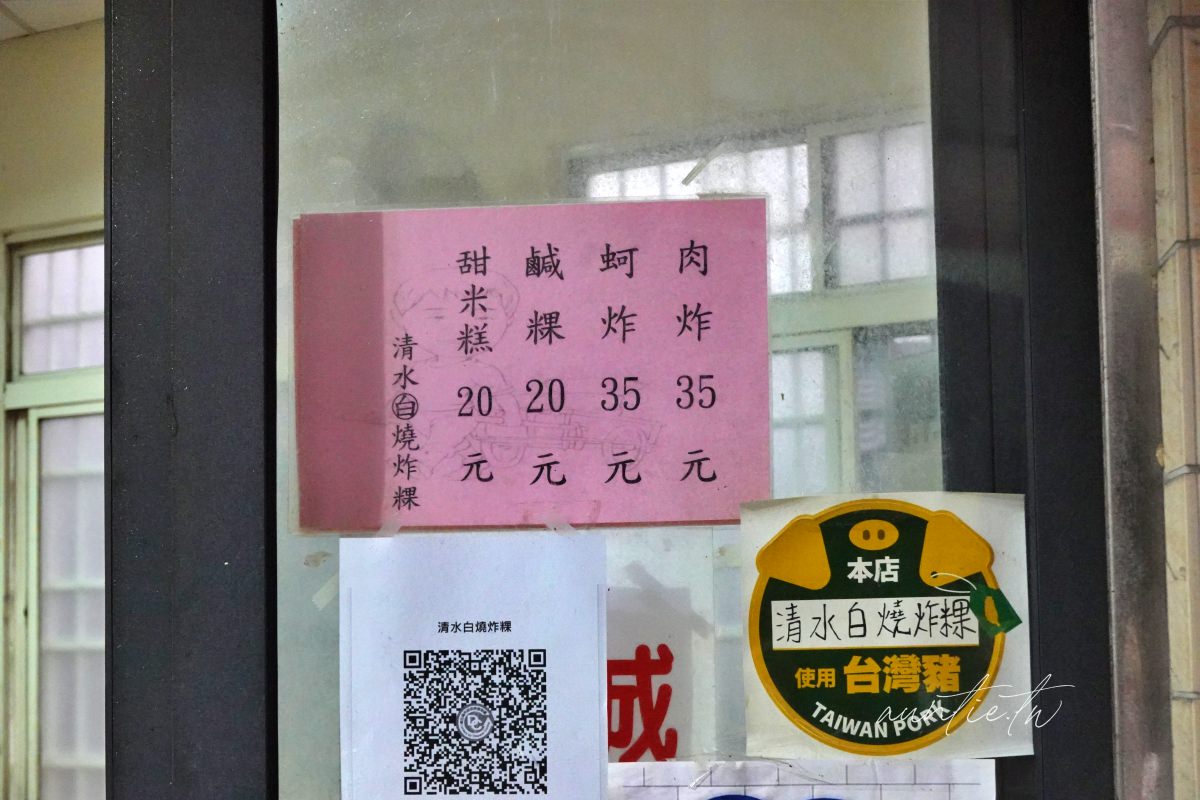 肉炸35元
蚵炸35元
鹹粿20元
甜米糕20元
清水白燒炸粿
清水白燒炸粿
本店
清水白燒炸粿
使用台灣豬
TAIWAN PORK
auntie.tw